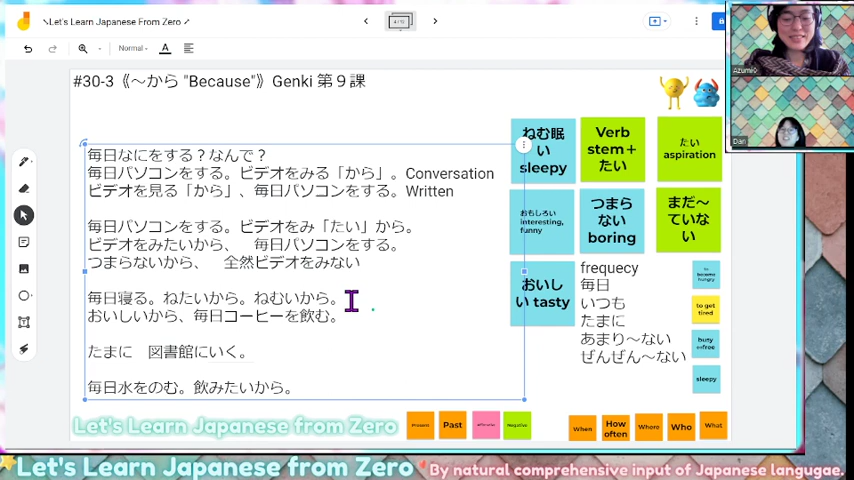 \Let's Learn Japanese From Zero／
Normal
#30-3《〜から "Because"》Genki 第９課
毎日なにをする？なんで？
毎日パソコンをする。ビデオをみる「から」。Conversation
ビデオを見る「から」、毎日パソコンをする。Written
毎日パソコンをする。ビデオをみ「たい」から。
ビデオをみたいから、　毎日パソコンをする。
つまらないから、　全然ビデオをみない
毎日寝る。ねたいから。ねむいから。
おいしいから、毎日コーヒーを飲む。
たまに　図書館にいく。
毎日水をのむ。飲みたいから。
ねむ眠
い
sleepy
Verb
stem＋
たい
たい
aspiration
おもしろい
interesting,
funny
つまら
ない
boring
まだ〜
ていな
い
おいし
い tasty
frequecy
毎日
いつも
たまに
あまり〜ない
ぜんぜん〜ない
to
become
hungry
to get
tired
busy
⇔free
sleepy
Present
Past
Negative
When
How
often
Where
Who
What
Azumi
Dan
Let's Learn Japanese from Zero
Let's Learn Japanese from Zero
By natural comprehensive input of Japanese langugae.